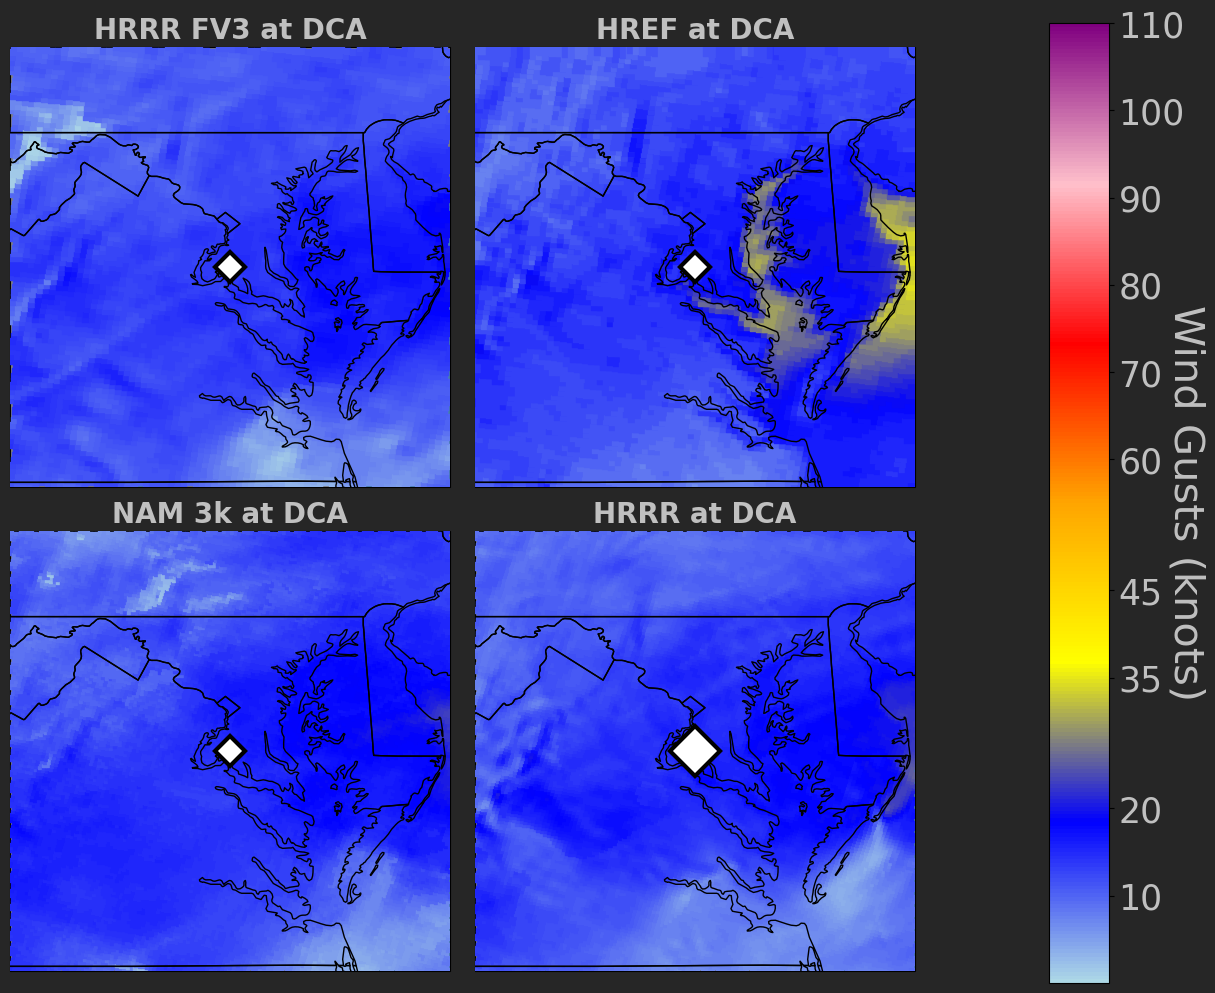 HRRR FV3 at DCA
HREF at DCA
NAM 3k at DCA
HRRR at DCA
110
100
90
80
70
60
45
35
20
10
Wind Gusts (knots)